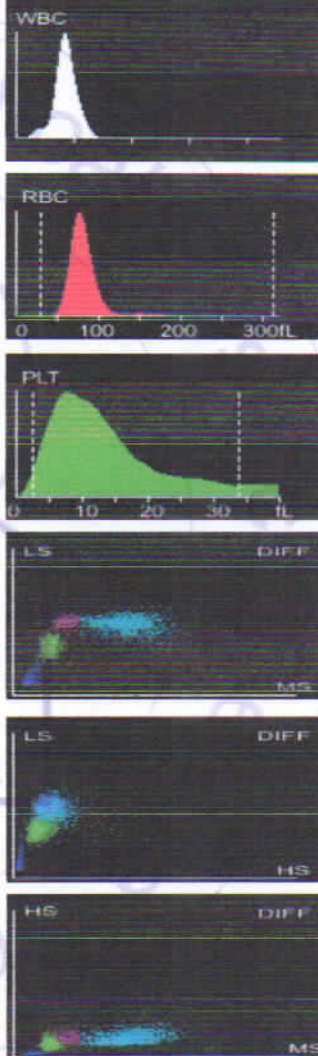 WBC
RBC
0 100 200 300fL
PLT
0 10 20 30 fL
LS DIFF
MS
LS DIFF
HS
HS DIFF
MS